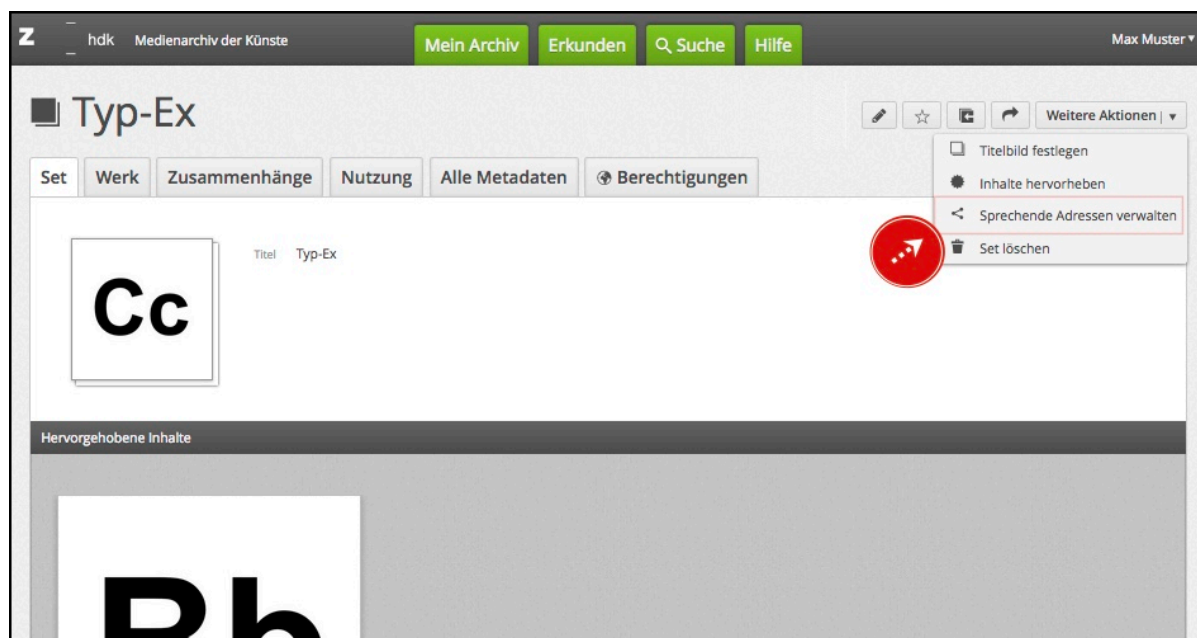 Z hdk Medienarchiv der Künste Mein Archiv Erkunden Suche Hilfe Max Muster
Typ-Ex
Weitere Aktionen
Titelbild festlegen
Inhalte hervorheben
Sprechende Adressen verwalten
Set löschen
Set Werk Zusammenhänge Nutzung Alle Metadaten Berechtigungen
Titel Typ-Ex
Cc
Hervorgehobene Inhalte
Bb